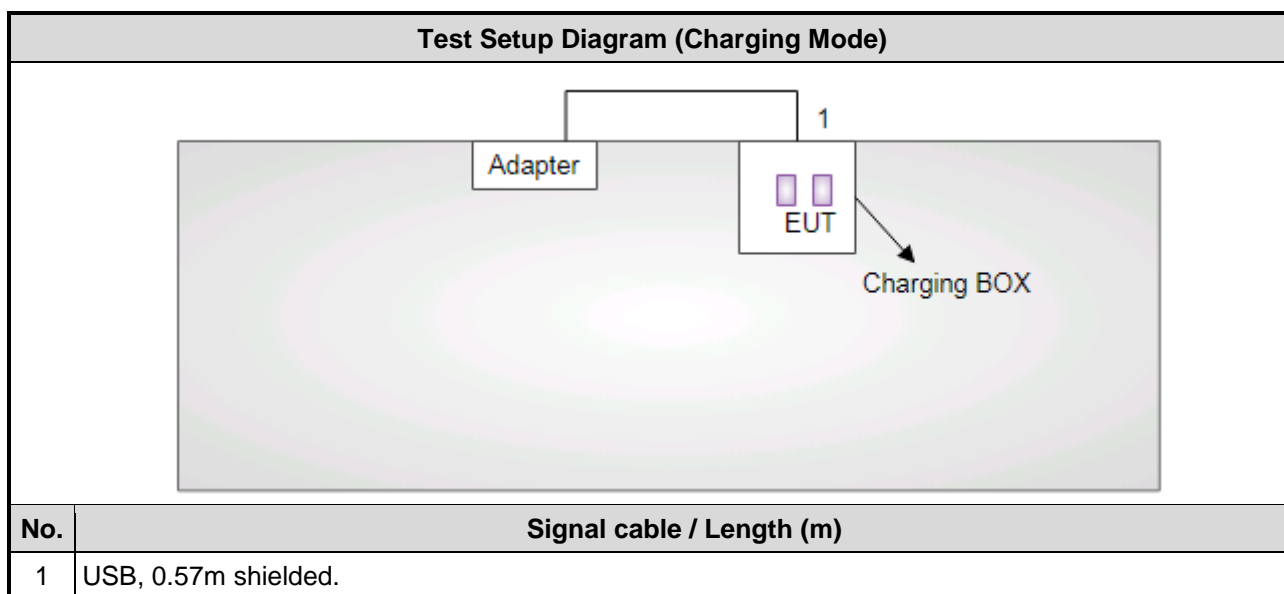 Test Setup Diagram (Charging Mode)
1
Adapter
EUT
Charging BOX
No. Signal cable / Length (m)
1 USB, 0.57m shielded.